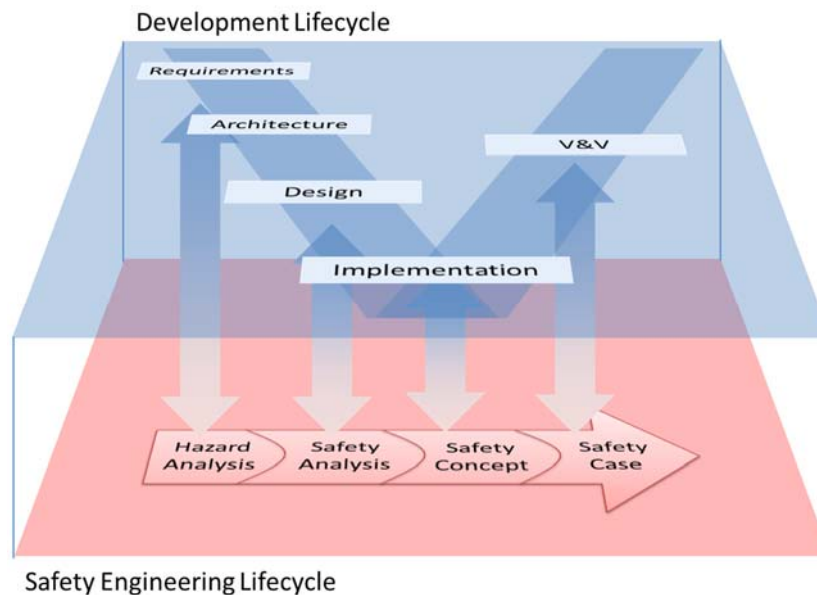 Development Lifecycle
Requirements
Architecture
V&V
Design
Implementation
Hazard
Analysis
Safety
Analysis
Safety
Concept
Safety
Case
Safety Engineering Lifecycle